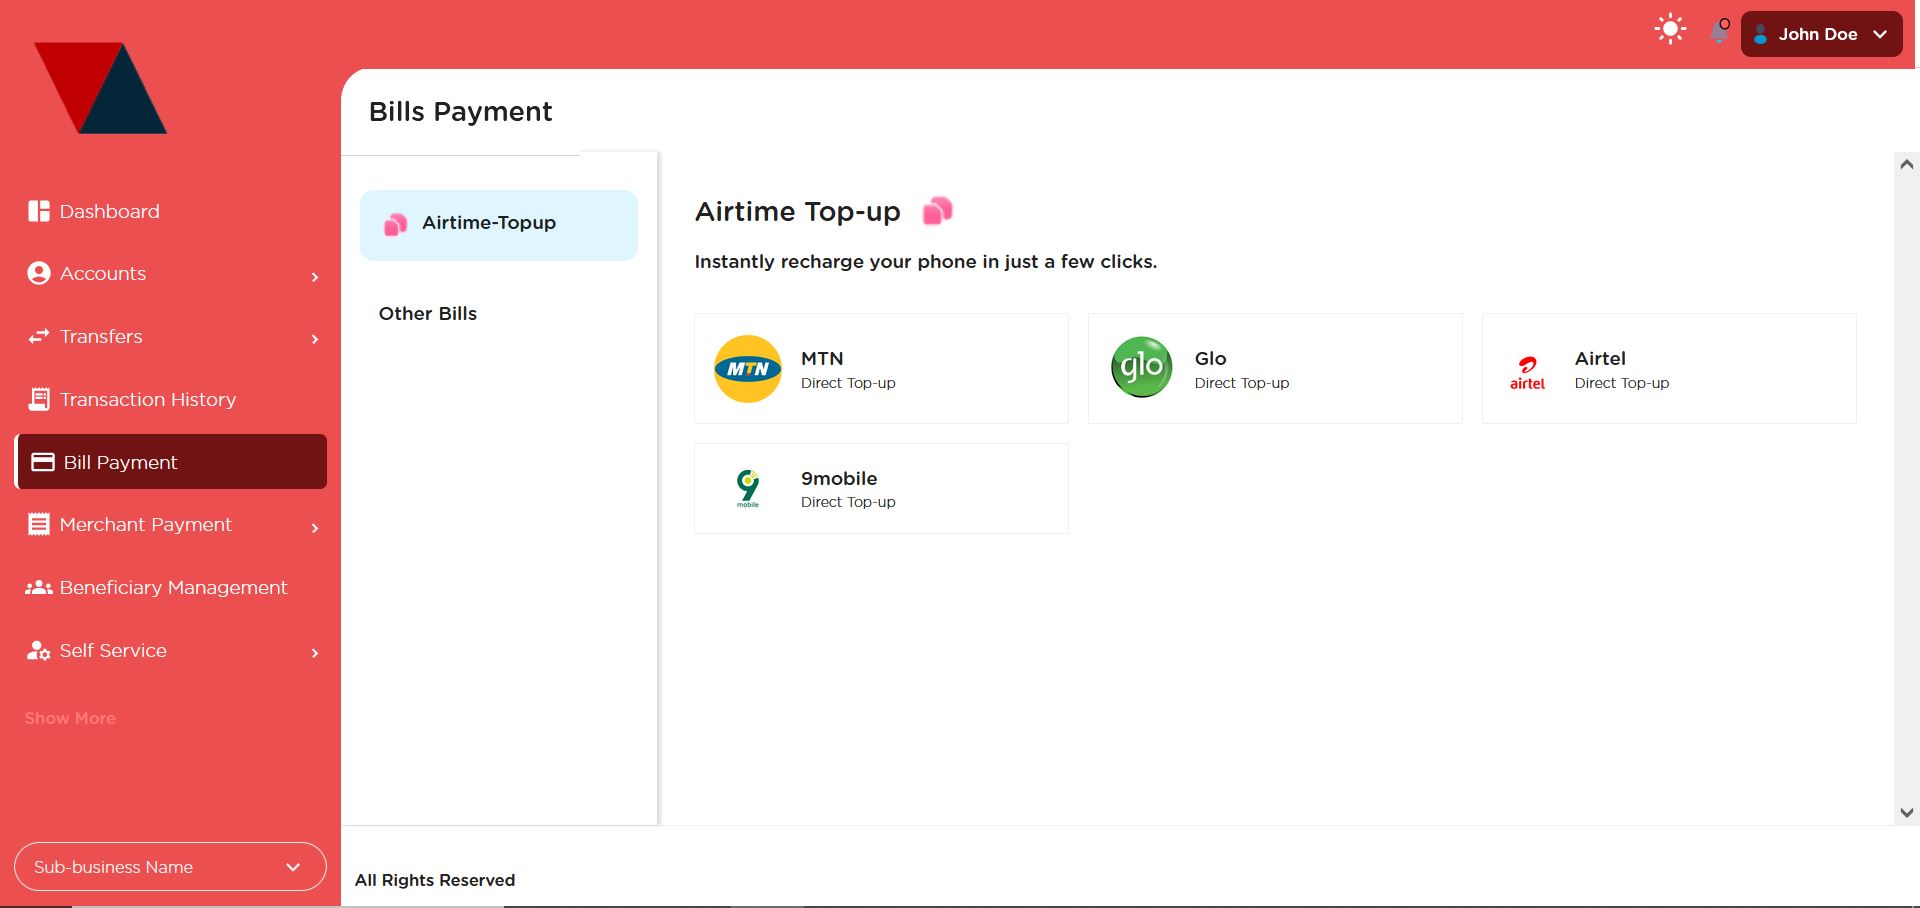 0
John Doe
Bills Payment
Dashboard
Accounts
Transfers
Transaction History
Bill Payment
Merchant Payment
Beneficiary Management
Self Service
Show More
Sub-business Name
Airtime-Topup
Other Bills
Airtime Top-up
Instantly recharge your phone in just a few clicks.
MTN
MTN
Direct Top-up
glo
Glo
Direct Top-up
airtel
Airtel
Direct Top-up
9
mobile
9mobile
Direct Top-up
All Rights Reserved